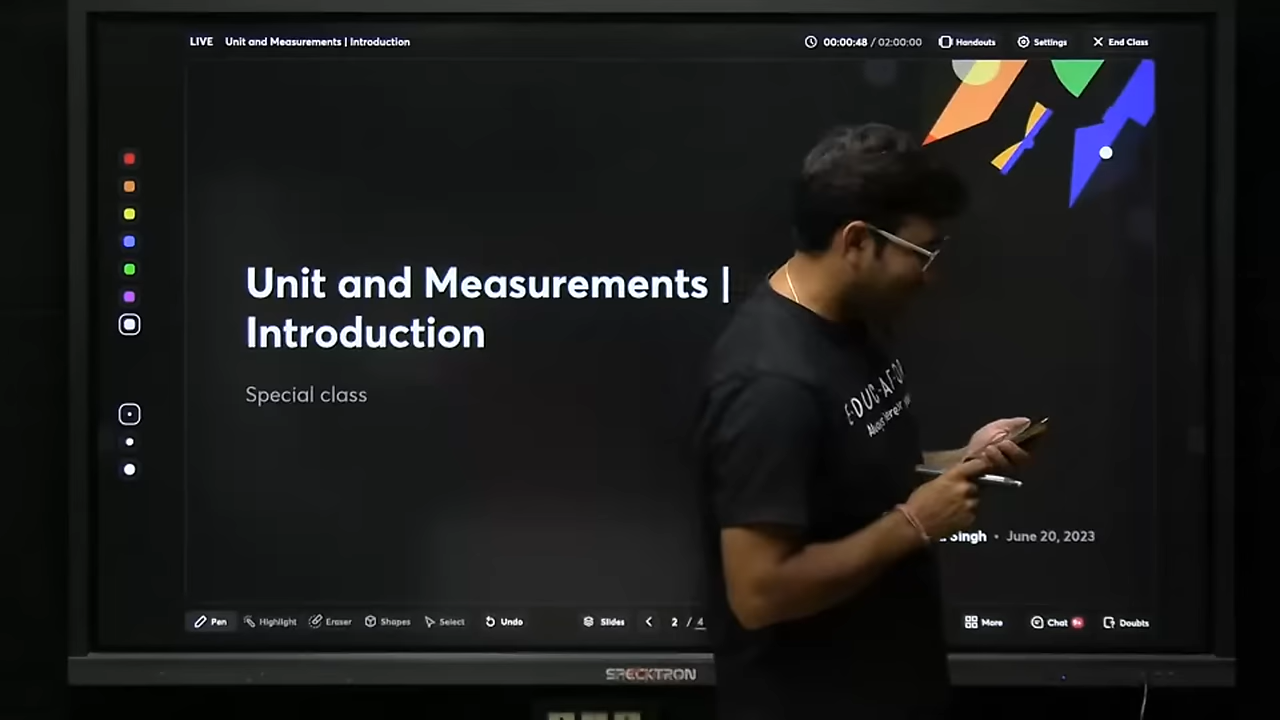 LIVE Unit and Measurements | Introduction
00:00:48 / 02:00:00 Handouts Settings End Class
Unit and Measurements |
Introduction
Special class
Singh • June 20, 2023
Pen Highlight Eraser Shapes Select Undo Slides 2 / 4 More Chat 9+ Doubts
SPECKTRON